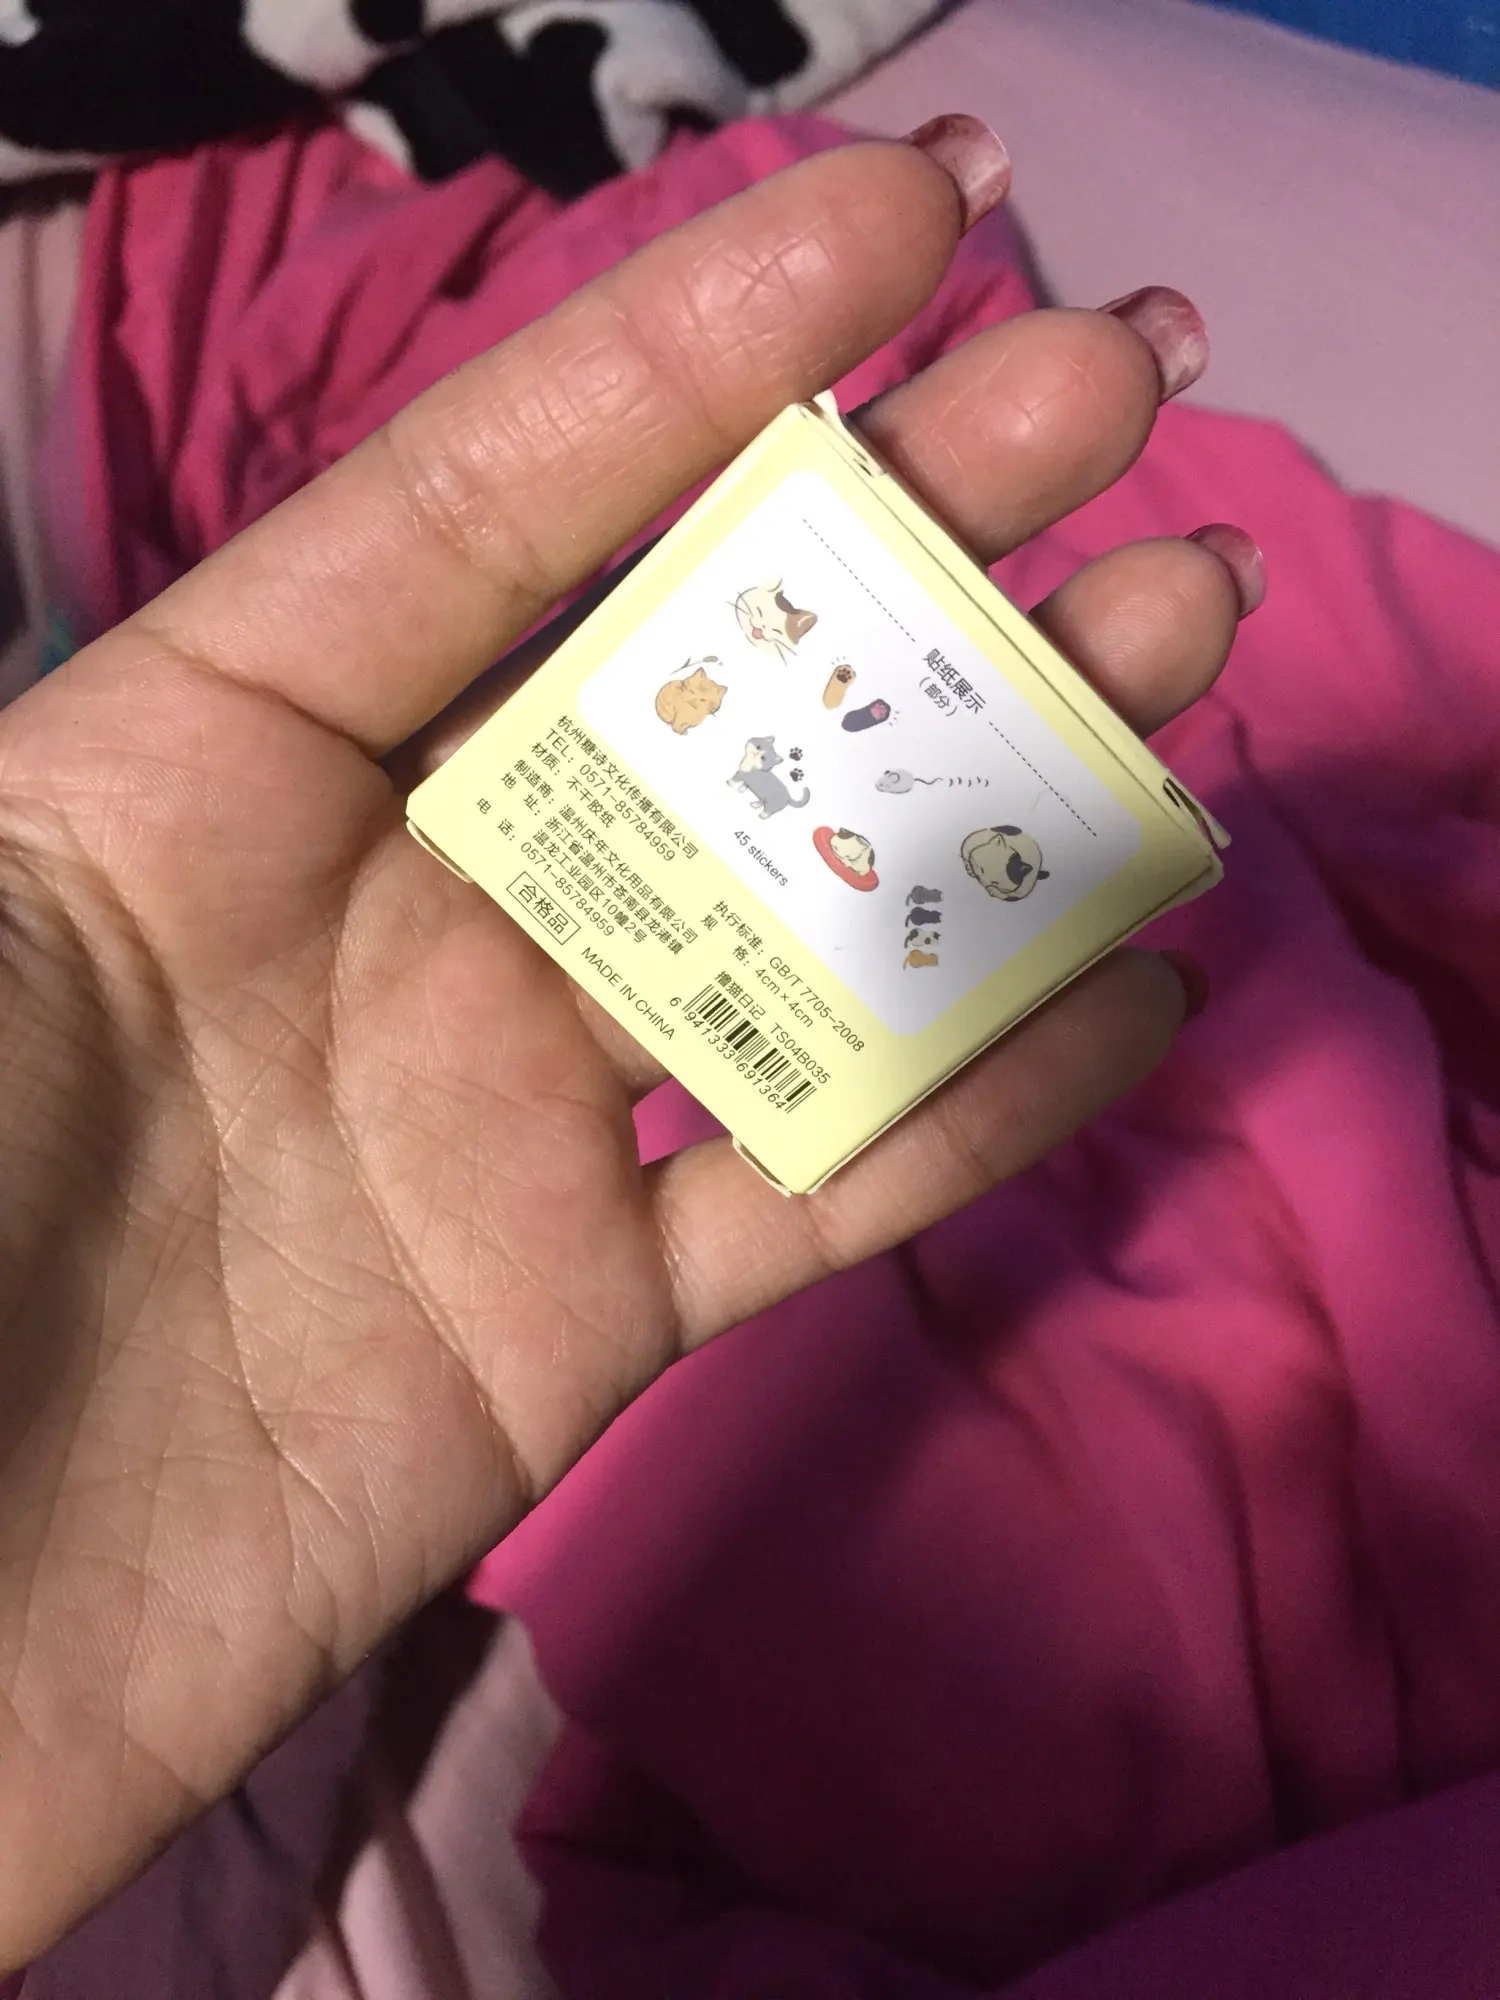 贴纸展示
（部分）
45 stickers
杭州糖诗文化传播有限公司
TEL：0571-85784959
材质：不干胶纸
制造商：温州庆年文化用品有限公司
地 址：浙江省温州市苍南县龙港镇
温龙工业园区10幢2号
电 话：0571-85784959
合格品
MADE IN CHINA
执行标准：GB/T 7705-2008
规 格：4cm×4cm
撸猫日记 TS04B035
6 941333 691364